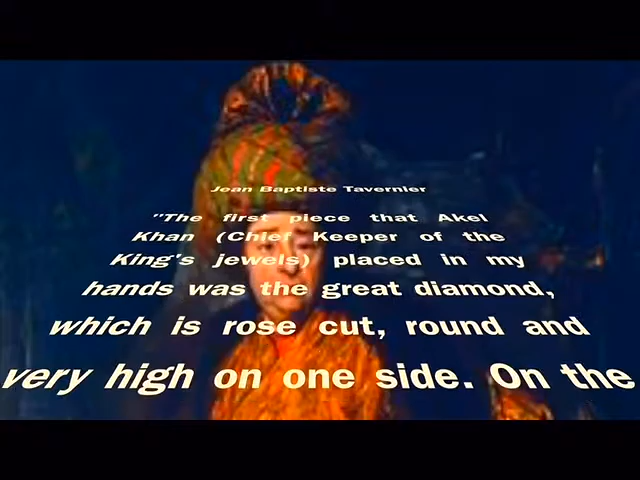 Jean Baptiste Tavernier
"The first piece that Akel
Khan (Chief Keeper of the
King's jewels) placed in my
hands was the great diamond,
which is rose cut, round and
very high on one side. On the